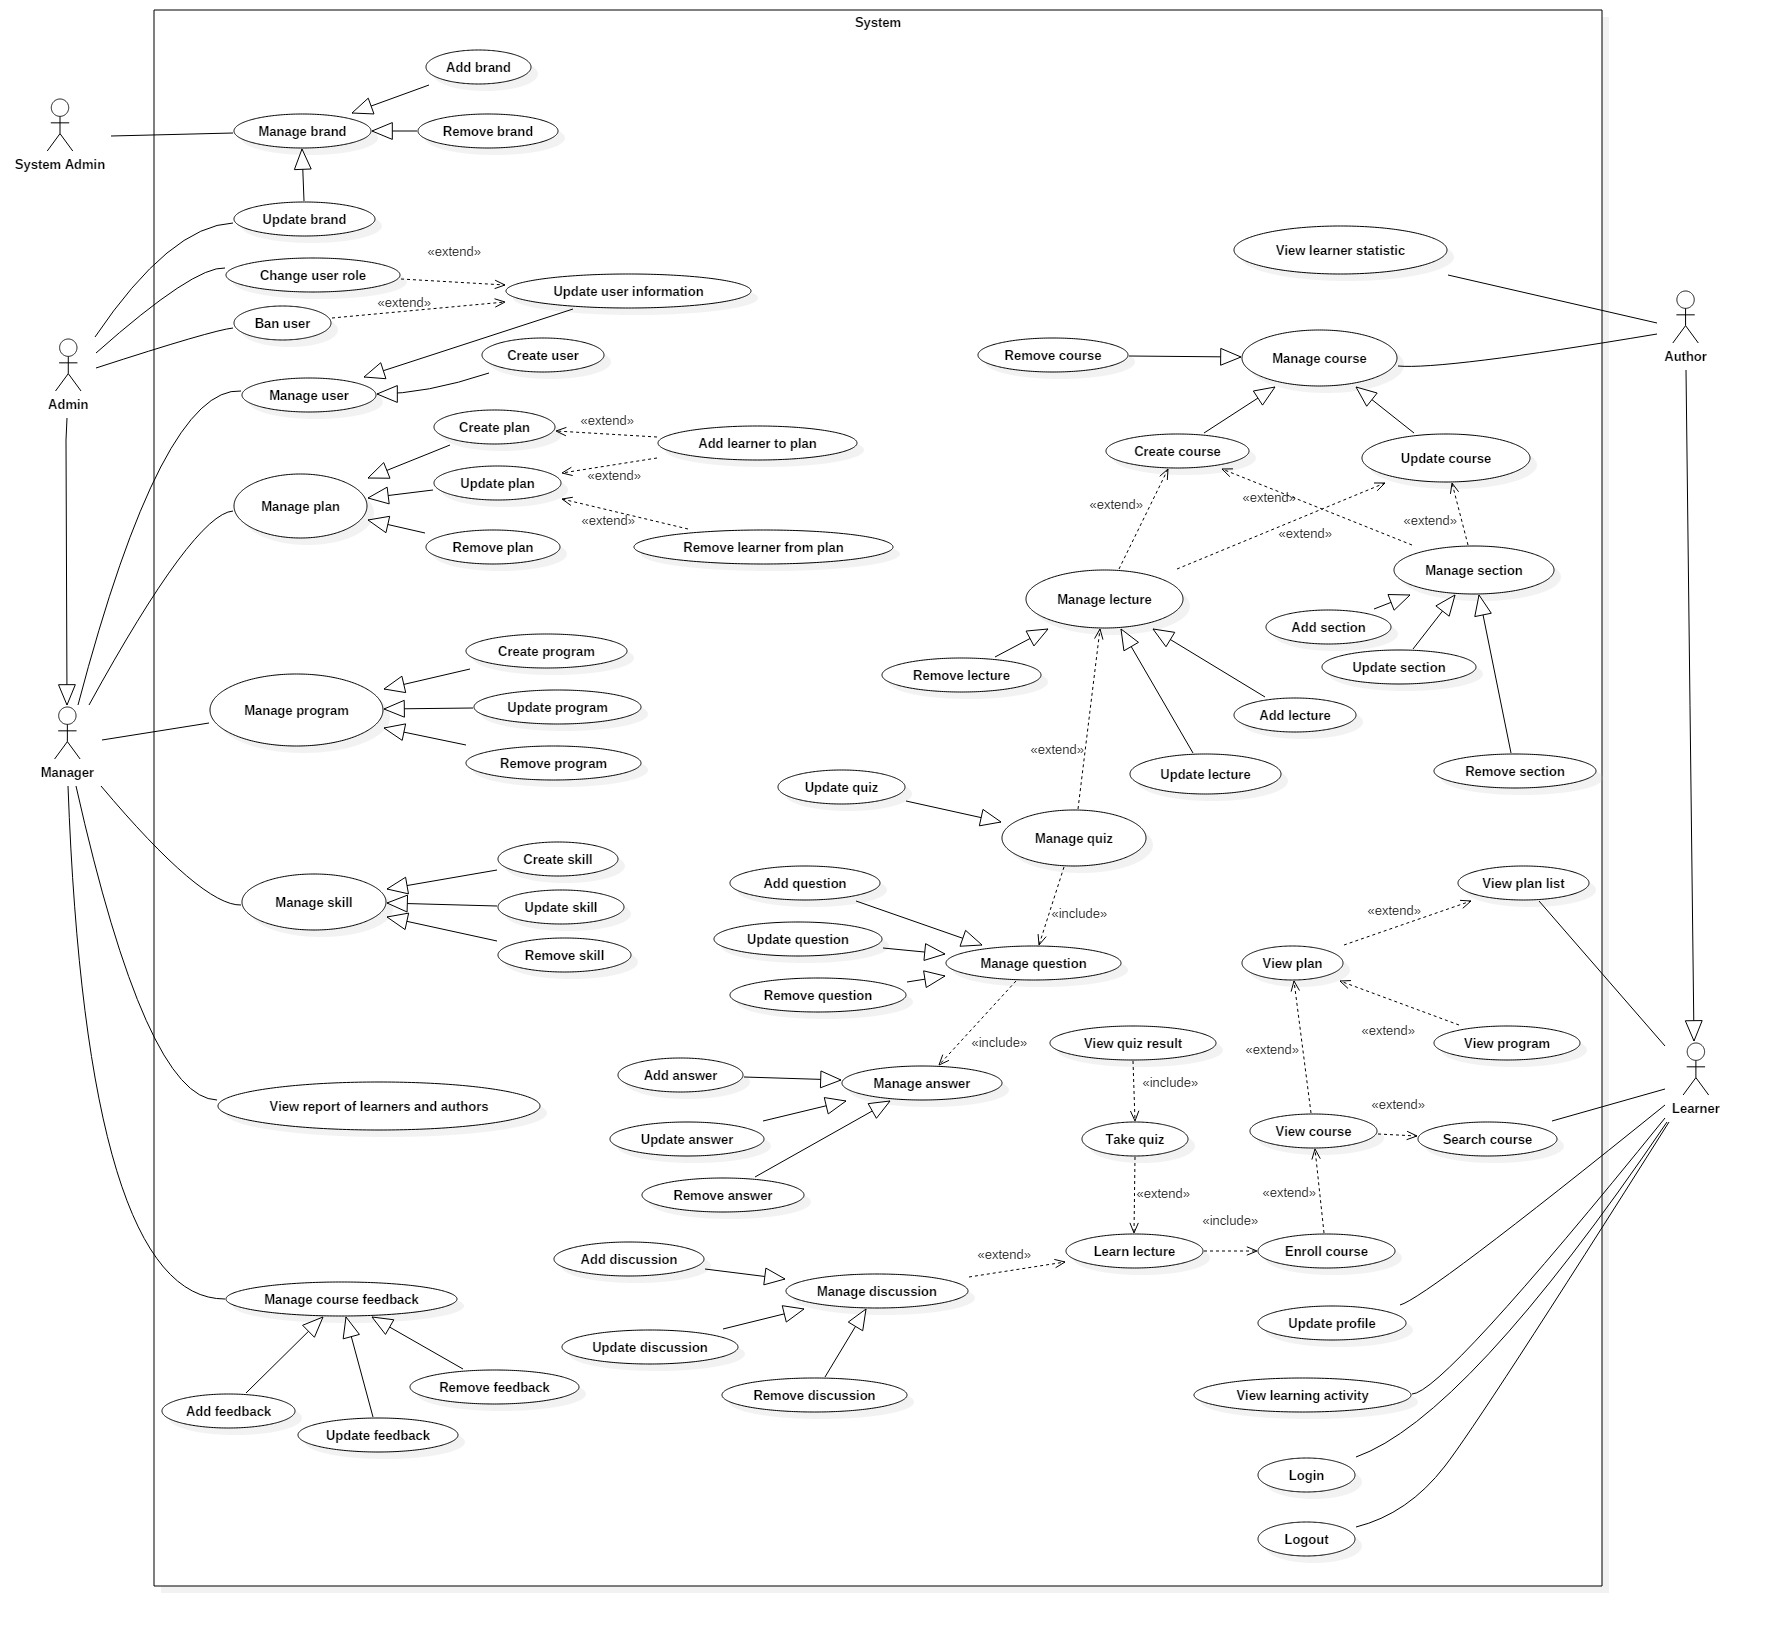 System
Add brand
Manage brand
Remove brand
System Admin
Update brand
«extend»
Change user role
Update user information
«extend»
Ban user
Create user
Admin
Manage user
Create plan
«extend»
Add learner to plan
Update plan
«extend»
Manage plan
«extend»
Remove plan
Remove learner from plan
Create program
Manage program
Update program
Remove program
Manager
Create skill
Manage skill
Update skill
Remove skill
View report of learners and authors
Manage course feedback
Remove feedback
Add feedback
Update feedback
View learner statistic
Author
Remove course
Manage course
Create course
Update course
«extend»
«extend»
«extend»
«extend»
Manage section
Manage lecture
Add section
Update section
Remove lecture
Add lecture
«extend»
Update lecture
Remove section
Update quiz
Manage quiz
Add question
«include»
Update question
Manage question
Remove question
«include»
Add answer
Manage answer
Update answer
Remove answer
View plan list
«extend»
View plan
«extend»
View program
«extend»
View quiz result
«include»
Take quiz
View course
«extend»
Search course
Learner
«extend»
«extend»
«include»
Learn lecture
Enroll course
Add discussion
«extend»
Manage discussion
Update discussion
Remove discussion
Update profile
View learning activity
Login
Logout